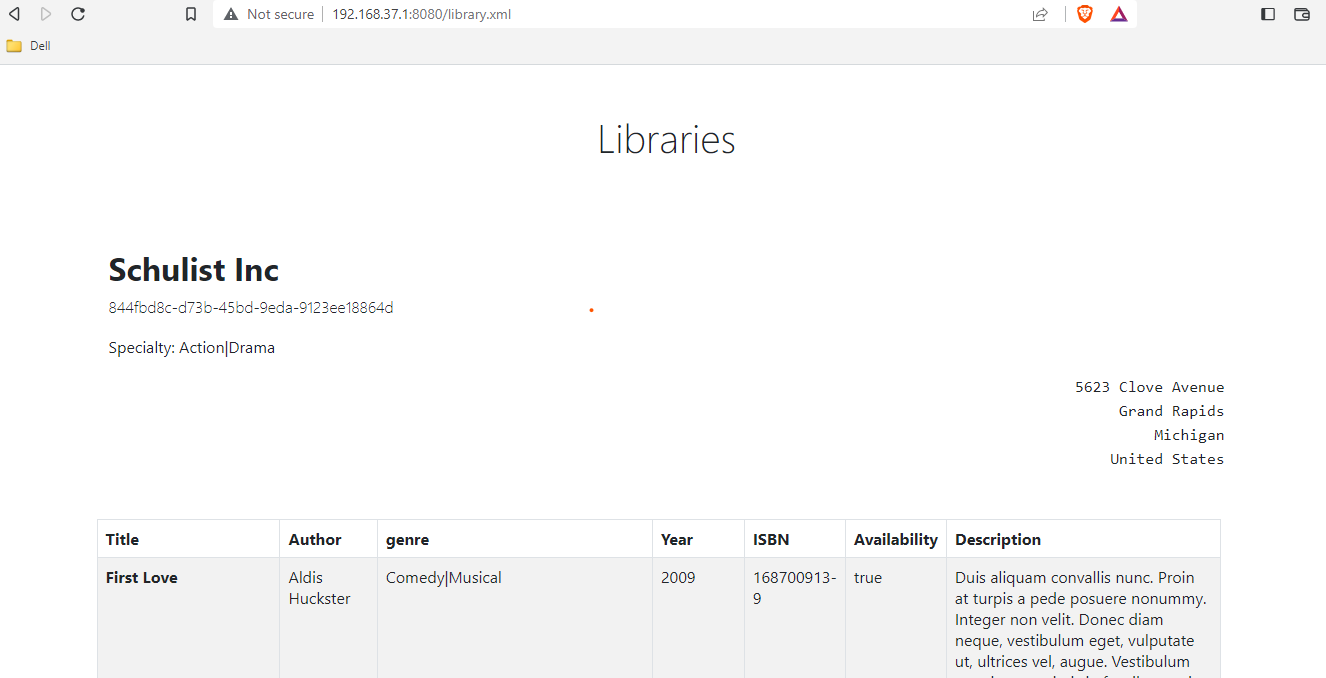 Not secure
192.168.37.1:8080/library.xml
Dell
Libraries
Schulist Inc
844fbd8c-d73b-45bd-9eda-9123ee18864d
Specialty: Action|Drama
5623 Clove Avenue
Grand Rapids
Michigan
United States
Title Author genre Year ISBN Availability Description
First Love Aldis Comedy|Musical 2009 168700913- true Duis aliquam convallis nunc. Proin
Huckster 9 at turpis a pede posuere nonummy.
Integer non velit. Donec diam
neque, vestibulum eget, vulputate
ut, ultrices vel, augue. Vestibulum